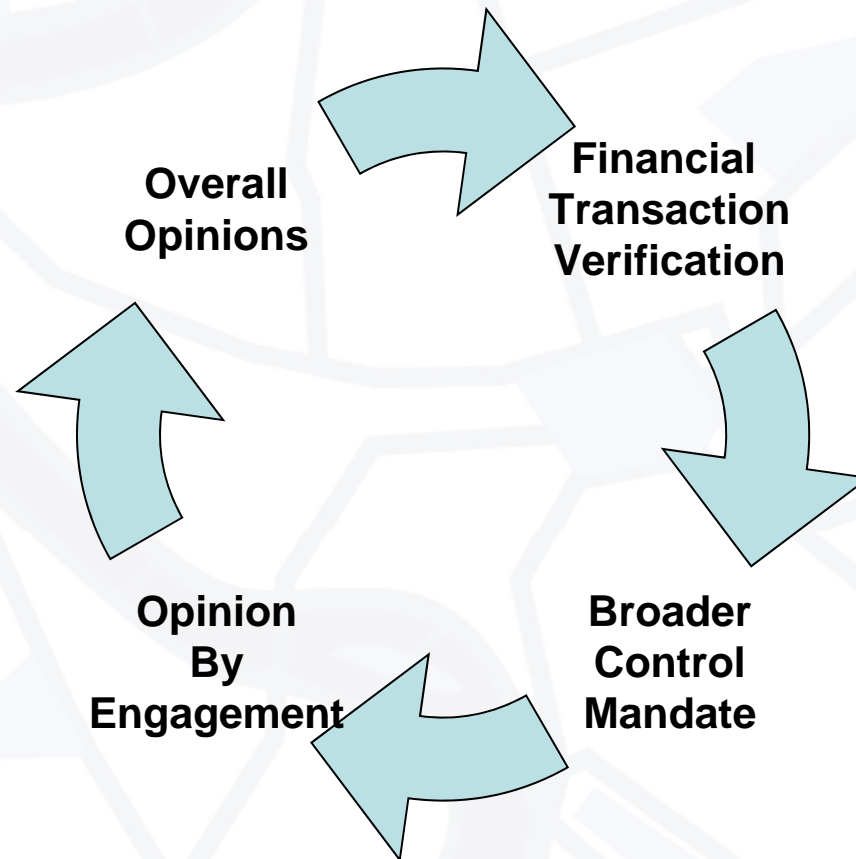 Overall
Opinions
Financial
Transaction
Verification
Broader
Control
Mandate
Opinion
By
Engagement